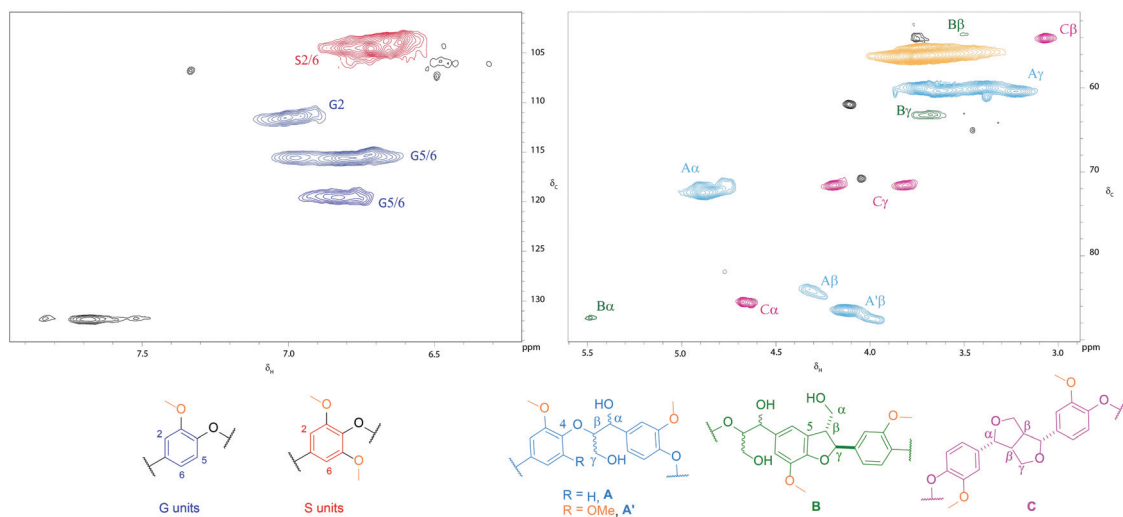 105
110
115
120
125
130
ppm
δC
7.5
7.0
6.5
δH
S2/6
G2
G5/6
G5/6
60
70
80
ppm
δC
5.5
5.0
4.5
4.0
3.5
3.0
δH
Bβ
Cβ
Aγ
Bγ
Aα
Cγ
Aβ
A'β
Bα
Cα
O
O
2
5
6
G units
O
O
2
6
O
S units
O
4
O
HO
β
α
γ
HO
R
O
O
R = H, A
R = OMe, A'
O
OH
OH
HO
α
5
β
O
γ
O
O
O
B
O
O
O
β
α
β
γ
O
O
O
C